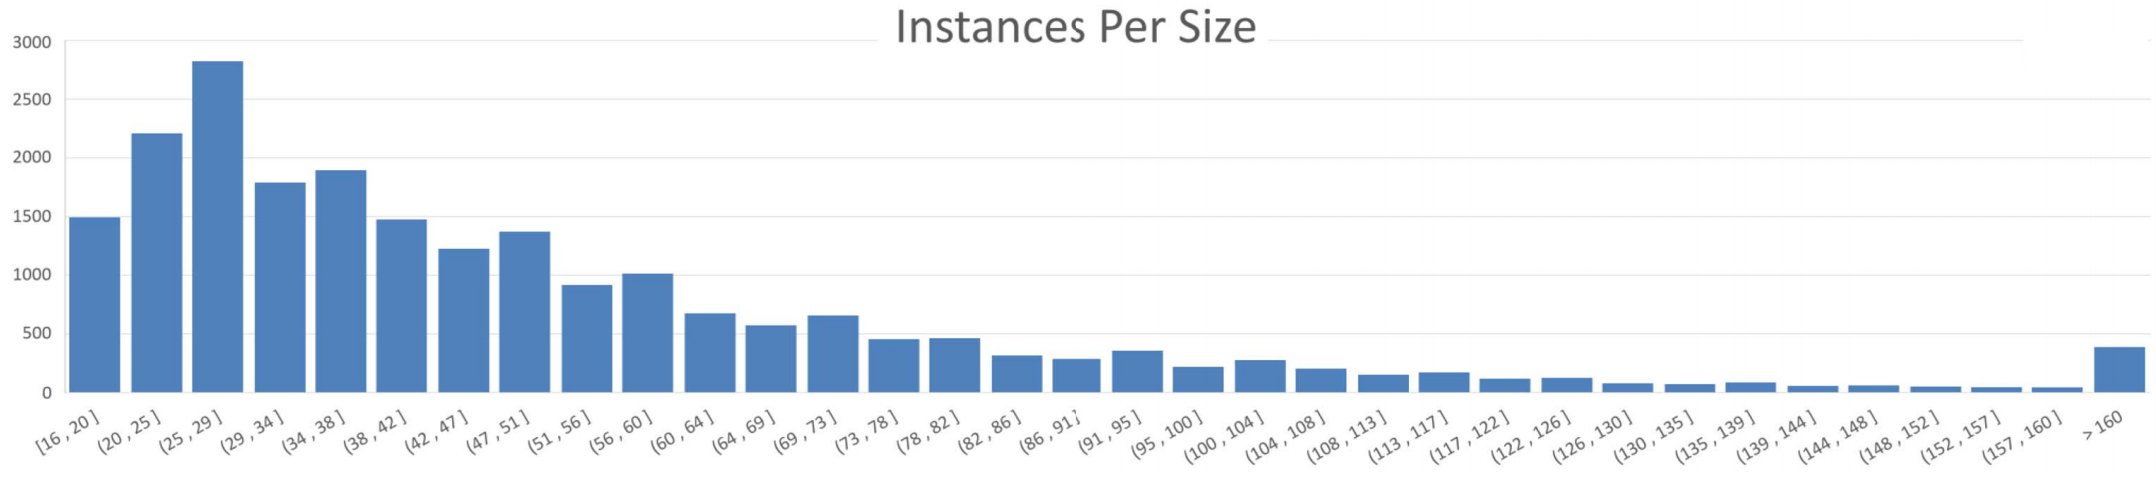 Instances Per Size
3000
2500
2000
1500
1000
500
0
[16 , 20 ]
(20 , 25 ]
(25 , 29 ]
(29 , 34 ]
(34 , 38 ]
(38 , 42 ]
(42 , 47 ]
(47 , 51 ]
(51 , 56 ]
(56 , 60 ]
(60 , 64 ]
(64 , 69 ]
(69 , 73 ]
(73 , 78 ]
(78 , 82 ]
(82 , 86 ]
(86 , 91]
(91 , 95 ]
(95 , 100 ]
(100 , 104 ]
(104 , 108 ]
(108 , 113 ]
(113 , 117 ]
(117 , 122 ]
(122 , 126 ]
(126 , 130 ]
(130 , 135 ]
(135 , 139 ]
(139 , 144 ]
(144 , 148 ]
(148 , 152 ]
(152 , 157 ]
(157 , 160 ]
> 160